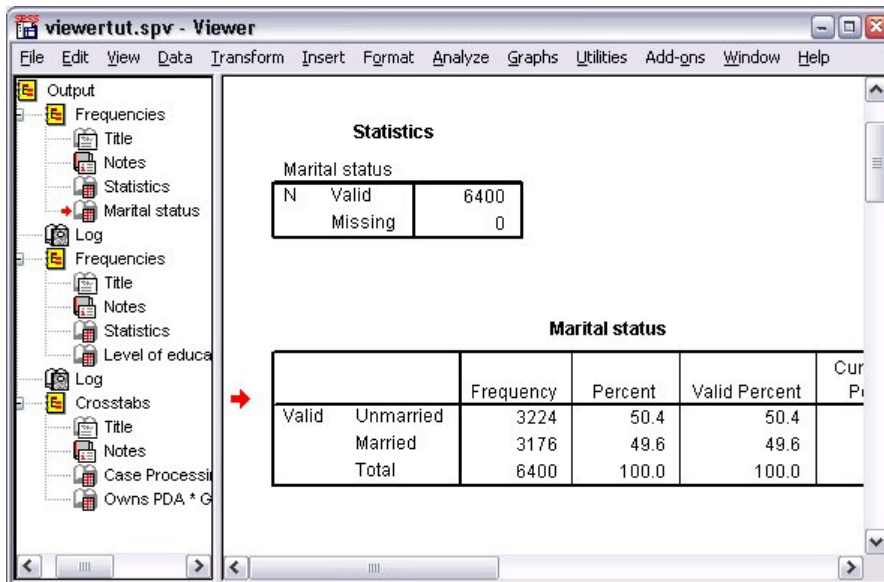 viewertut.spv - Viewer
File Edit View Data Transform Insert Format Analyze Graphs Utilities Add-ons Window Help
Output
Frequencies
Title
Notes
Statistics
Marital status
Log
Frequencies
Title
Notes
Statistics
Level of educa
Log
Crosstabs
Title
Notes
Case Processi
Owns PDA * G
Statistics
Marital status
N Valid 6400
Missing 0
Marital status
Frequency Percent Valid Percent
Valid Unmarried 3224 50.4 50.4
Married 3176 49.6 49.6
Total 6400 100.0 100.0